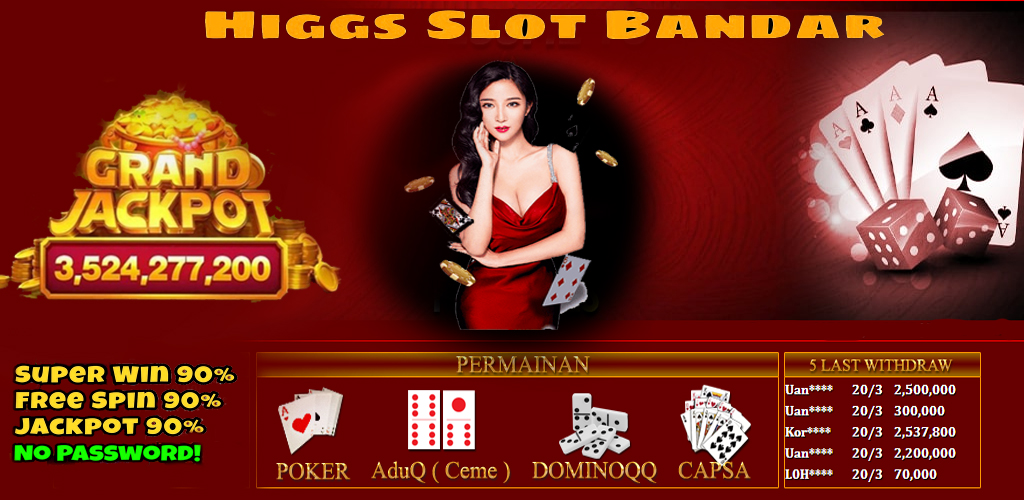 Higgs Slot Bandar
GRAND
JACKPOT
3,524,277,200
A A A A
A
SUPER WIN 90%
FREE SPIN 90%
JACKPOT 90%
NO PASSWORD!
PERMAINAN
A
POKER
AduQ ( Ceme )
DOMINOQQ
CAPSA
5 LAST WITHDRAW
Uan**** 20/3 2,500,000
Uan**** 20/3 300,000
Kor**** 20/3 2,537,800
Uan**** 20/3 2,200,000
L0H**** 20/3 70,000